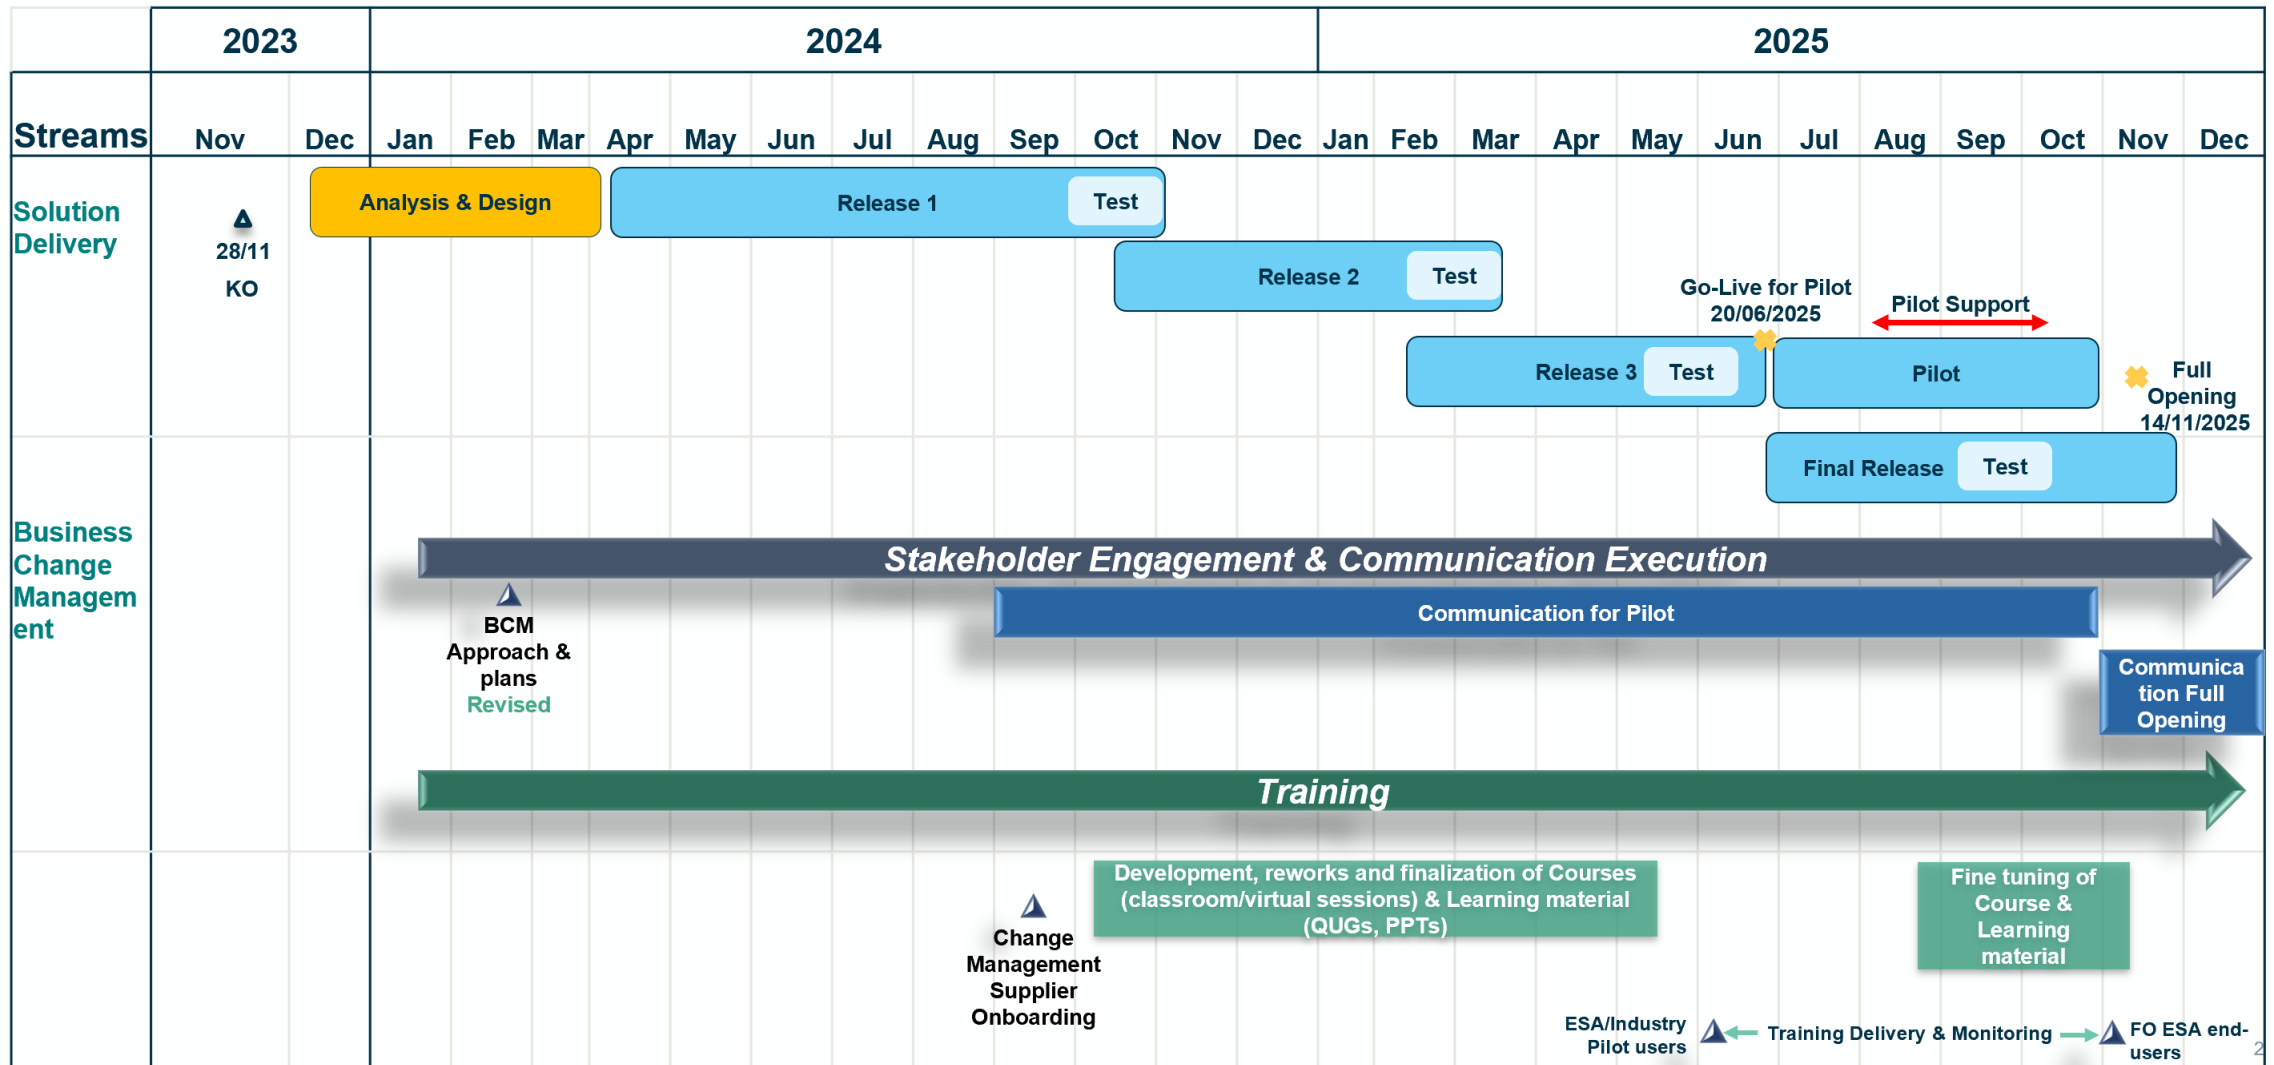 2023 2024 2025
Streams Nov Dec Jan Feb Mar Apr May Jun Jul Aug Sep Oct Nov Dec Jan Feb Mar Apr May Jun Jul Aug Sep Oct Nov Dec
Solution
Delivery
28/11
KO
Analysis & Design
Release 1
Test
Release 2
Test
Go-Live for Pilot
20/06/2025
Pilot Support
Release 3
Test
Pilot
Full
Opening
14/11/2025
Final Release
Test
Business
Change
Managem
ent
Stakeholder Engagement & Communication Execution
BCM
Approach &
plans
Revised
Communication for Pilot
Communica
tion Full
Opening
Training
Change
Management
Supplier
Onboarding
Development, reworks and finalization of Courses
(classroom/virtual sessions) & Learning material
(QUGs, PPTs)
Fine tuning of
Course &
Learning
material
ESA/Industry
Pilot users
Training Delivery & Monitoring
FO ESA end-
users
2